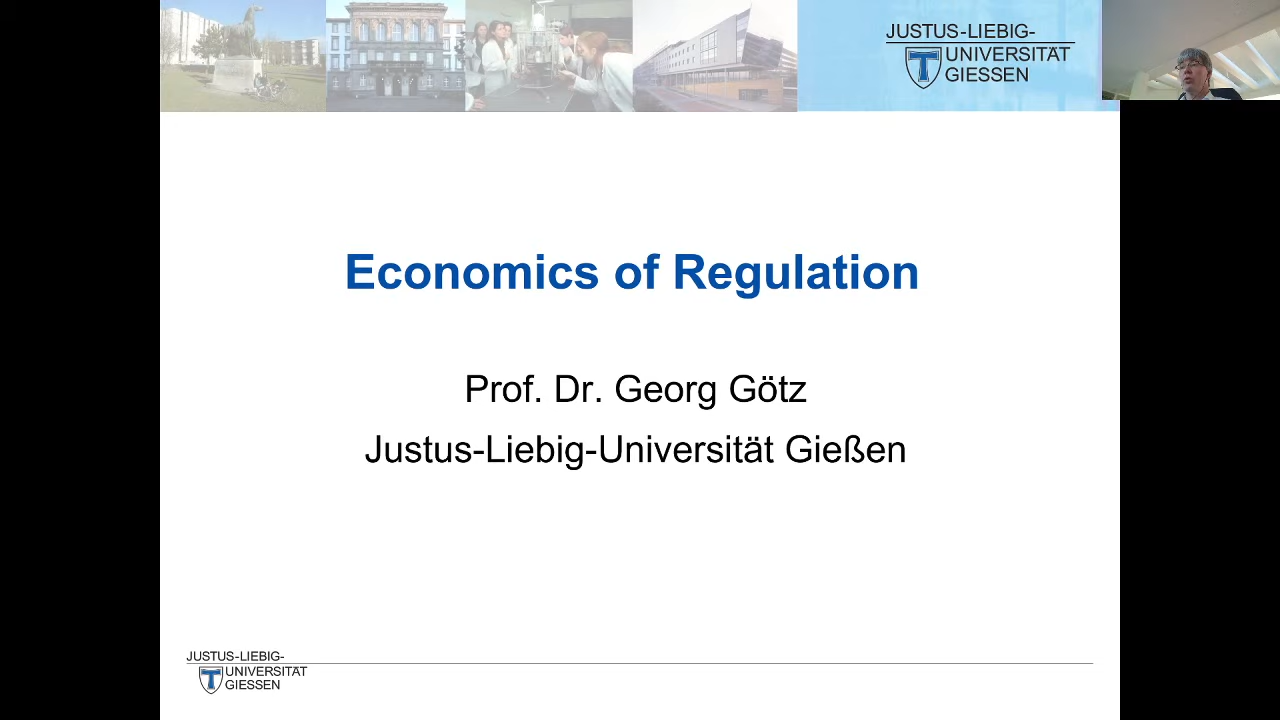 JUSTUS-LIEBIG-
UNIVERSITÄT
GIESSEN
Economics of Regulation
Prof. Dr. Georg Götz
Justus-Liebig-Universität Gießen
JUSTUS-LIEBIG-
UNIVERSITÄT
GIESSEN